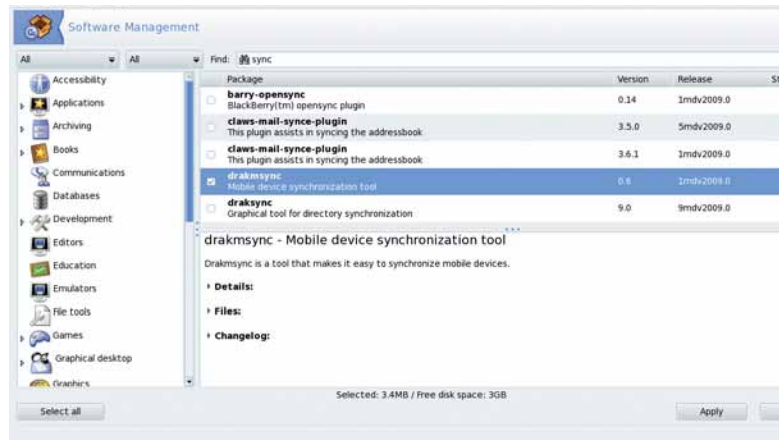 Software Management
All All Find: sync
Package Version Release St
barry-opensync 0.14 1mdv2009.0
BlackBerry(tm) opensync plugin
claws-mail-synce-plugin 3.5.0 5mdv2009.0
This plugin assists in syncing the addressbook
claws-mail-synce-plugin 3.6.1 1mdv2009.0
This plugin assists in syncing the addressbook
drakmsync 0.6 1mdv2009.0
Mobile device synchronization tool
draksync 9.0 9mdv2009.0
Graphical tool for directory synchronization
Accessibility
Applications
Archiving
Books
Communications
Databases
Development
Editors
Education
Emulators
File tools
Games
Graphical desktop
Graphics
drakmsync - Mobile device synchronization tool
Drakmsync is a tool that makes it easy to synchronize mobile devices.
Details:
Files:
Changelog:
Selected: 3.4MB / Free disk space: 3GB
Select all
Apply